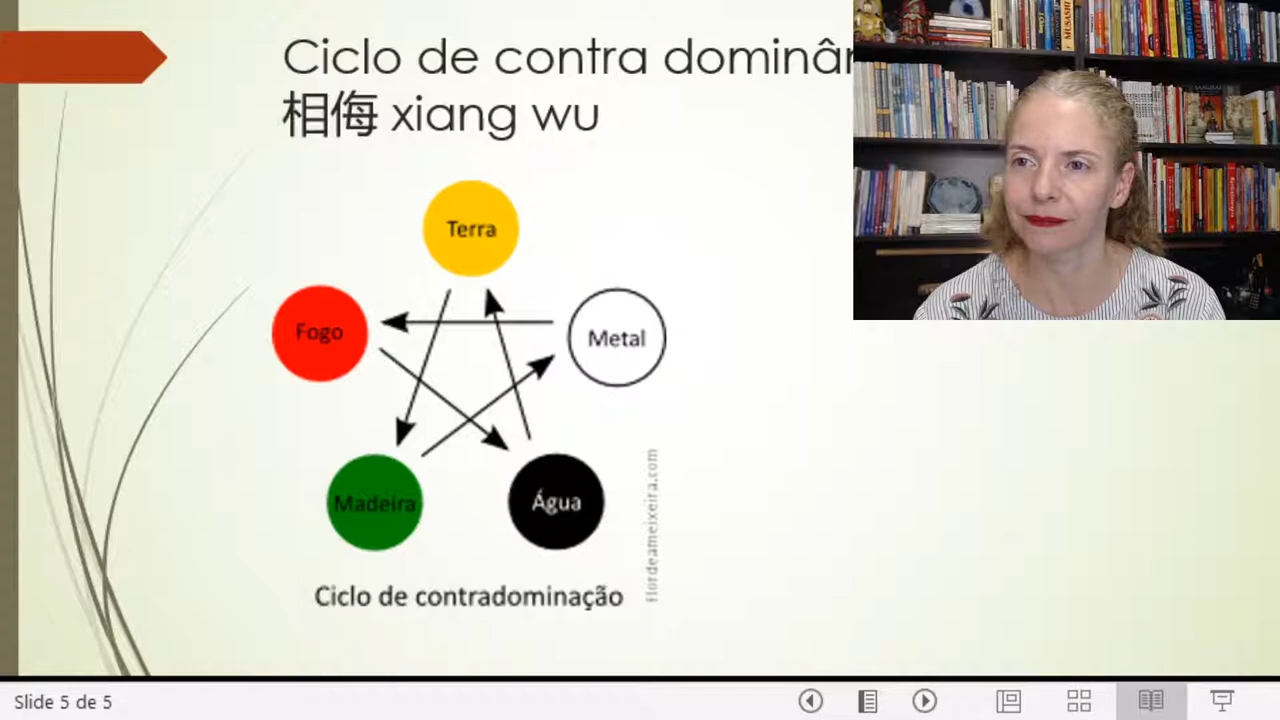 Ciclo de contra dominân
相侮 xiang wu
Terra
Fogo
Metal
Madeira
Água
flordeameixeira.com
Ciclo de contradominação
MUSASHI
Slide 5 de 5